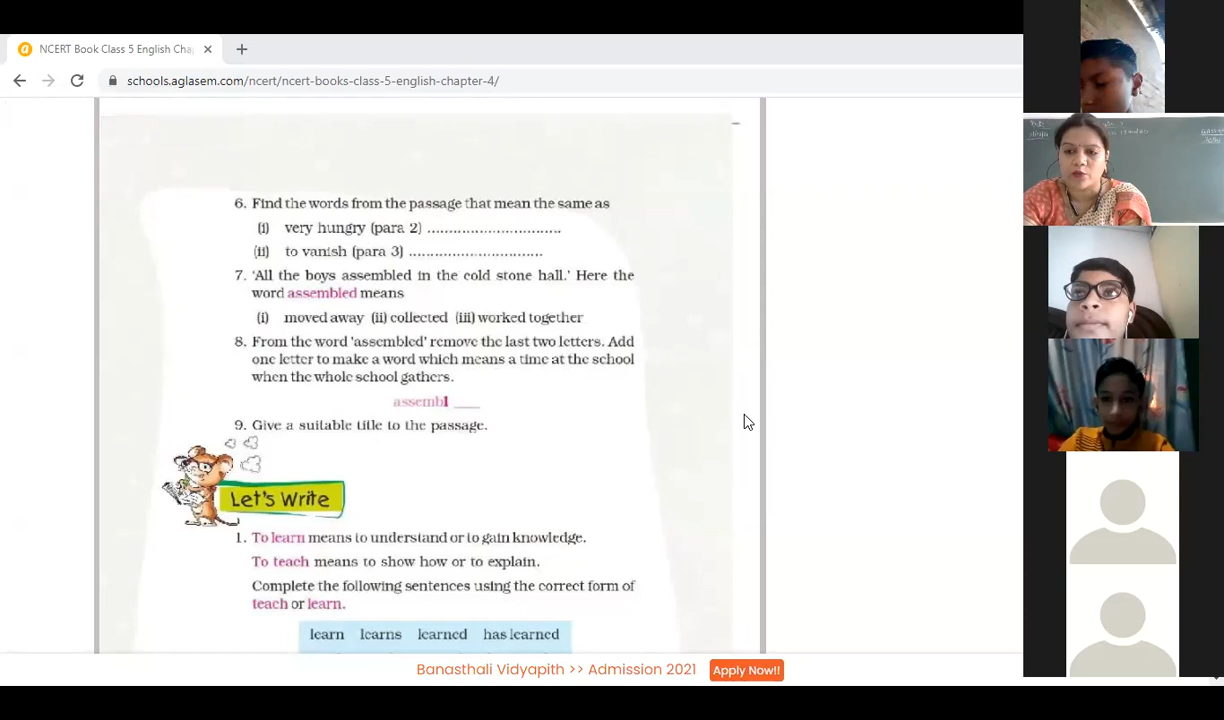 NCERT Book Class 5 English Cha
schools.aglasem.com/ncert/ncert-books-class-5-english-chapter-4/
6. Find the words from the passage that mean the same as
(i) very hungry (para 2) ...............................
(ii) to vanish (para 3) ...............................
7. 'All the boys assembled in the cold stone hall.' Here the
word assembled means
(i) moved away (ii) collected (iii) worked together
8. From the word 'assembled' remove the last two letters. Add
one letter to make a word which means a time at the school
when the whole school gathers.
assembl ___
9. Give a suitable title to the passage.
Let's Write
1. To learn means to understand or to gain knowledge.
To teach means to show how or to explain.
Complete the following sentences using the correct form of
teach or learn.
learn learns learned has learned
Banasthali Vidyapith >> Admission 2021 Apply Now!!